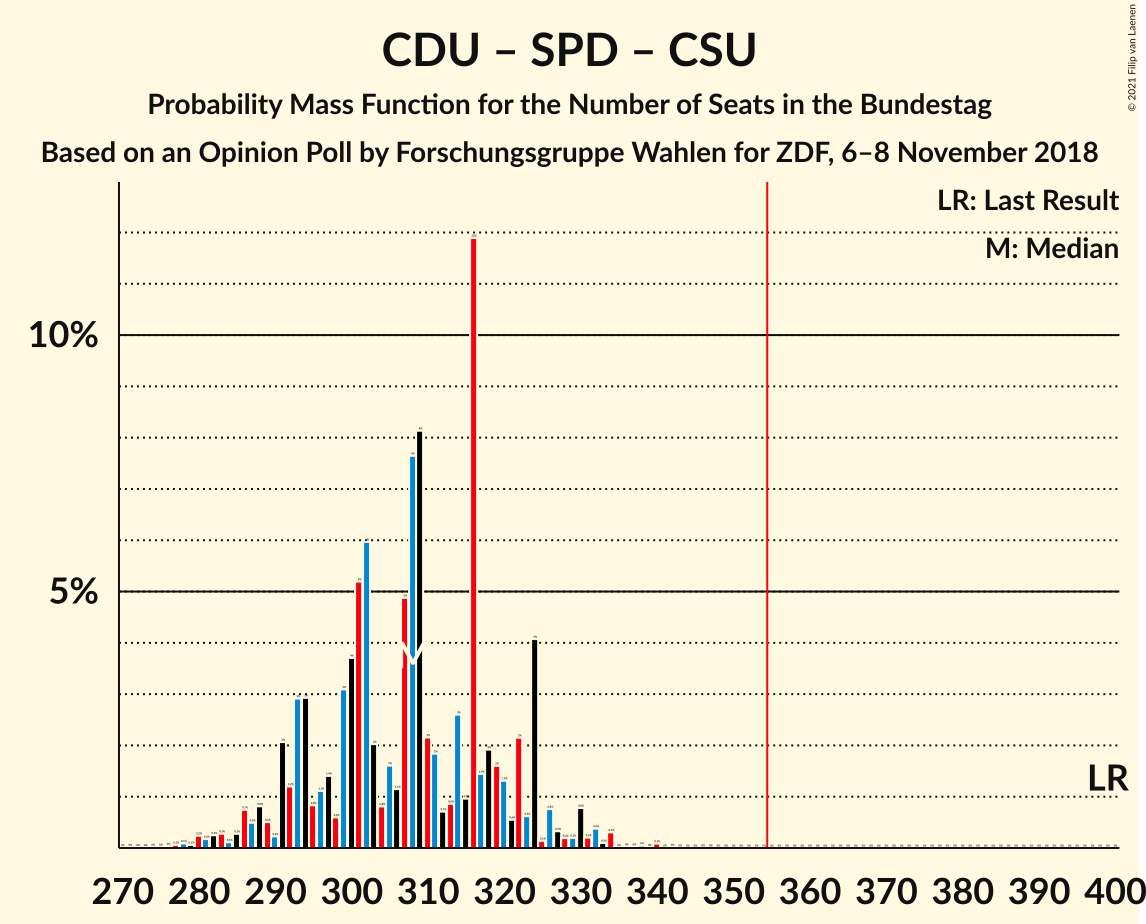 CDU – SPD – CSU
Probability Mass Function for the Number of Seats in the Bundestag
Based on an Opinion Poll by Forschungsgruppe Wahlen for ZDF, 6–8 November 2018
© 2021 Filip van Laenen
LR: Last Result
M: Median
10%
5%
LR
270 280 290 300 310 320 330 340 350 360 370 380 390 400